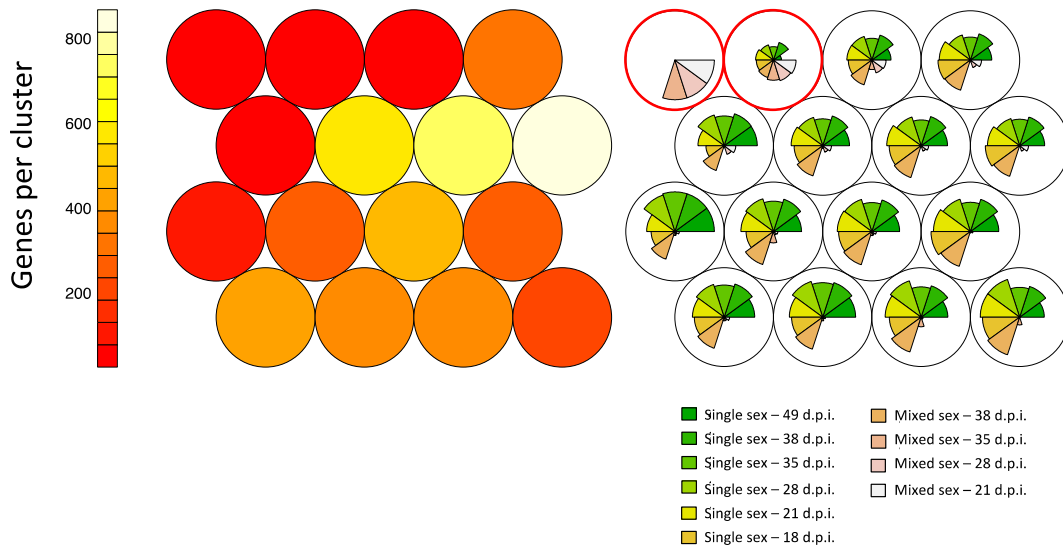 Genes per cluster
800
600
400
200
Single sex – 49 d.p.i.
Single sex – 38 d.p.i.
Single sex – 35 d.p.i.
Single sex – 28 d.p.i.
Single sex – 21 d.p.i.
Single sex – 18 d.p.i.
Mixed sex – 38 d.p.i.
Mixed sex – 35 d.p.i.
Mixed sex – 28 d.p.i.
Mixed sex – 21 d.p.i.